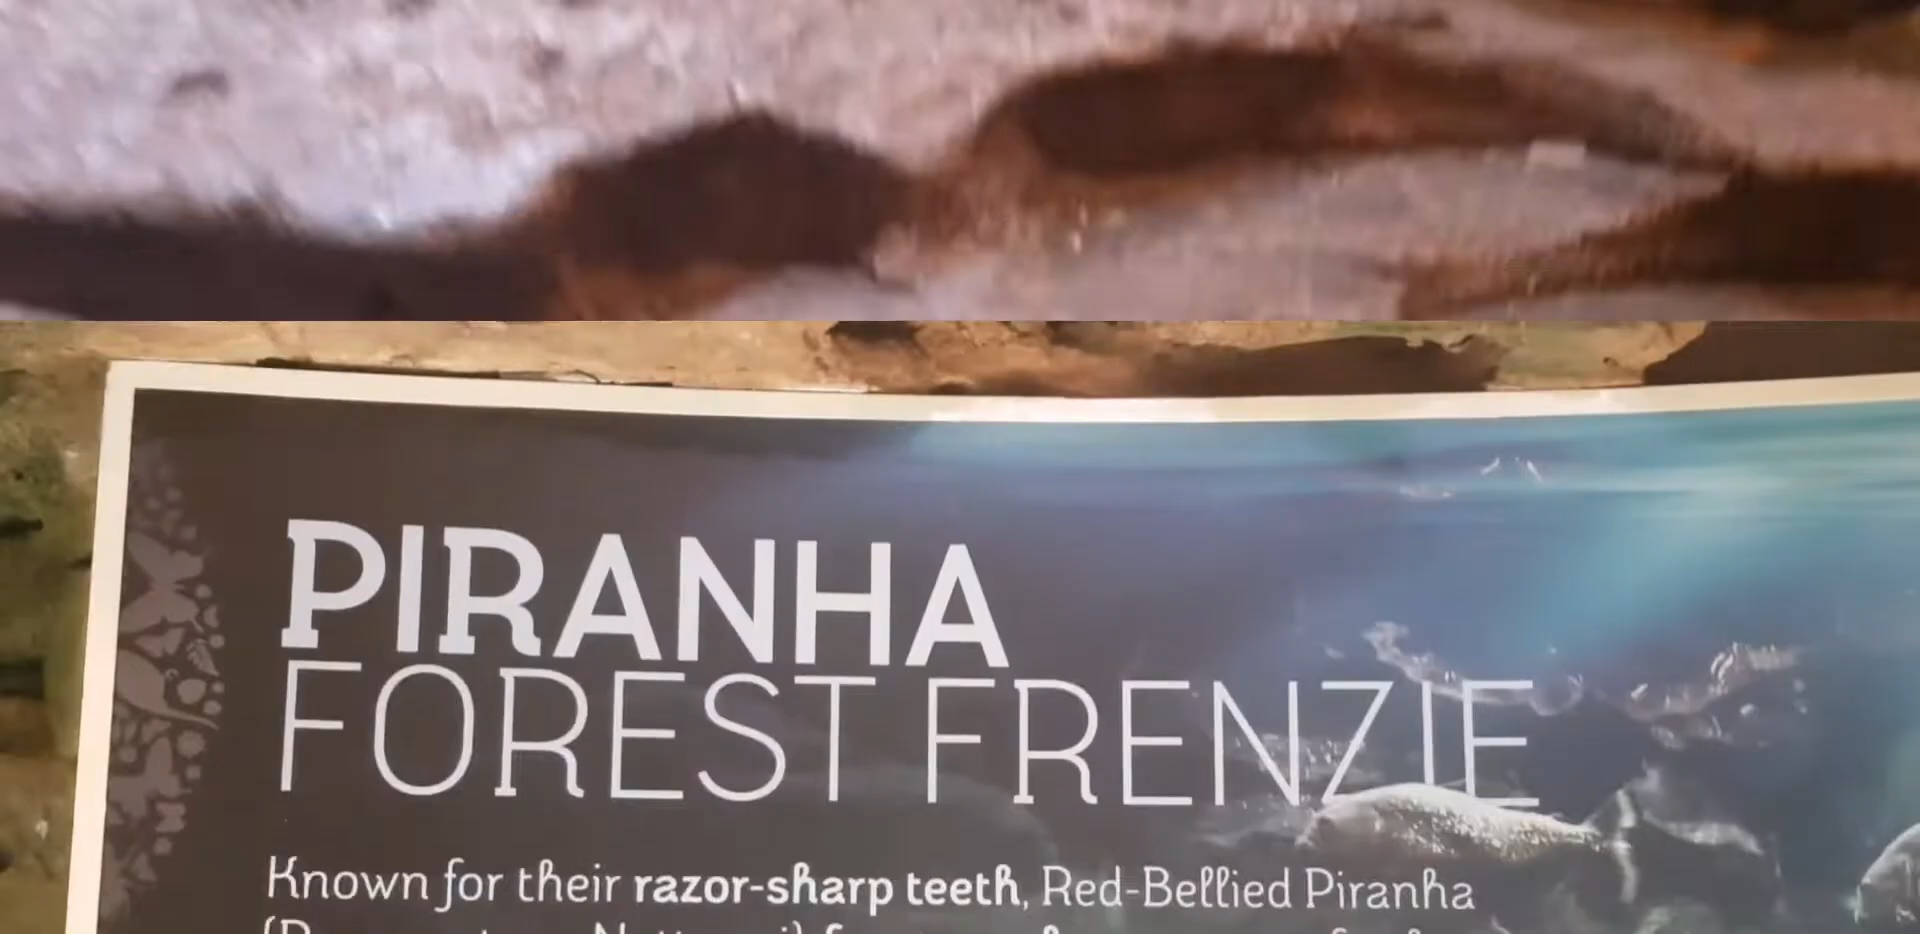 PIRANHA
FOREST FRENZIE
Known for their razor-sharp teeth, Red-Bellied Piranha